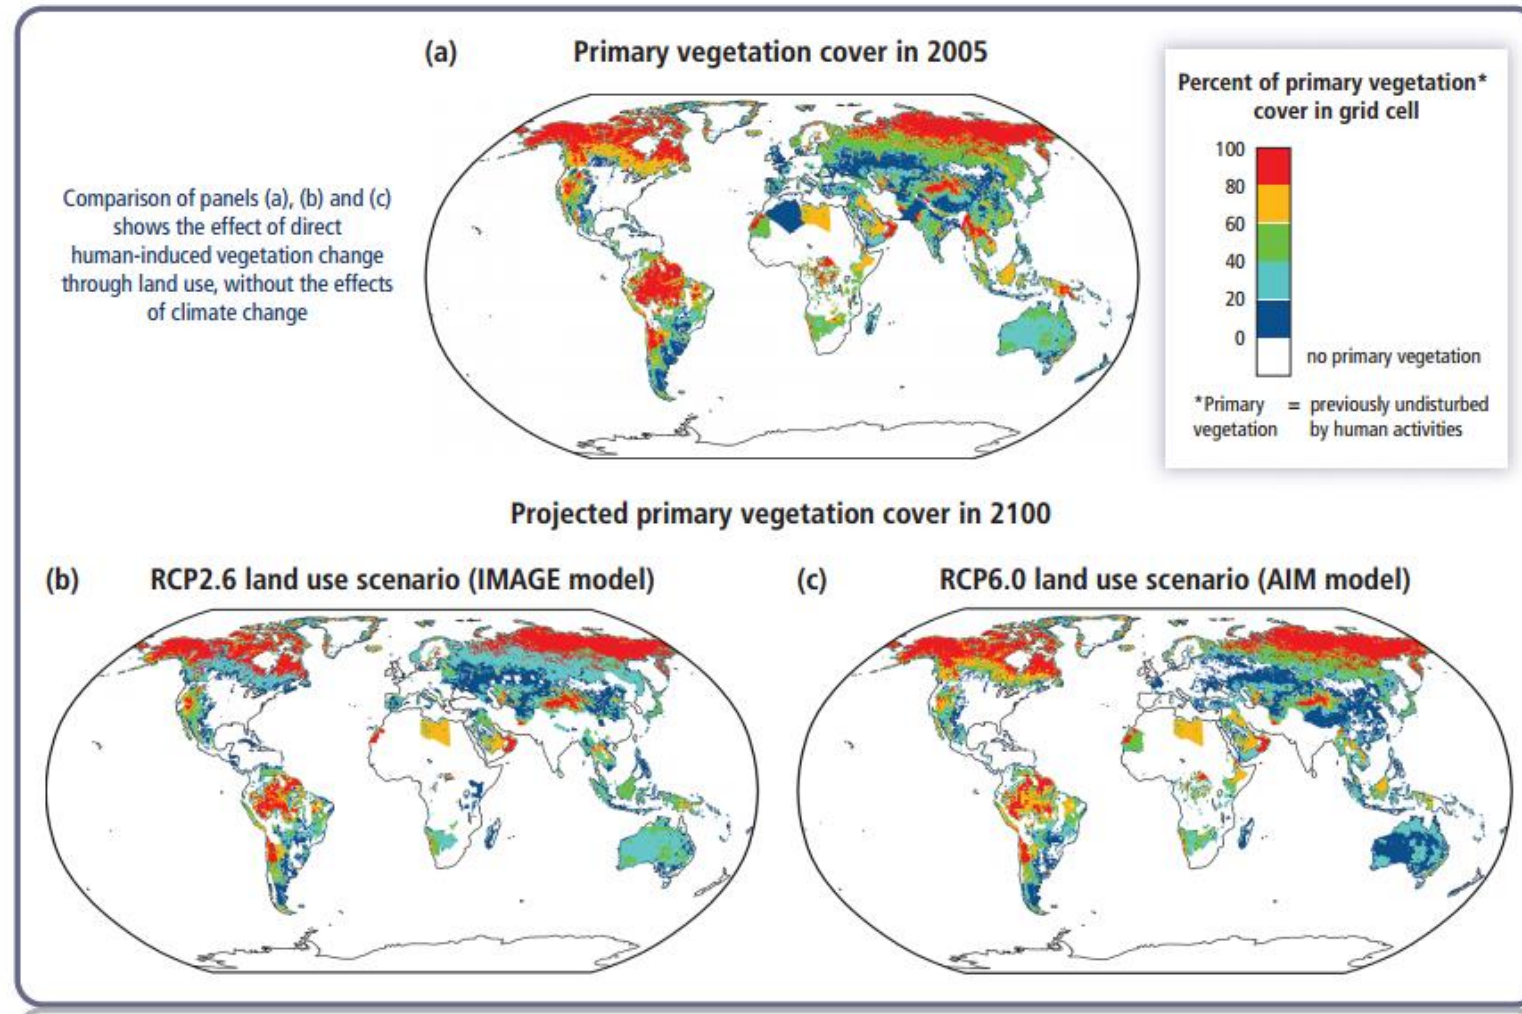 (a)
Primary vegetation cover in 2005
Percent of primary vegetation*
cover in grid cell
100
80
60
40
20
0
no primary vegetation
*Primary = previously undisturbed
vegetation by human activities
Comparison of panels (a), (b) and (c)
shows the effect of direct
human-induced vegetation change
through land use, without the effects
of climate change
Projected primary vegetation cover in 2100
(b)
RCP2.6 land use scenario (IMAGE model)
(c)
RCP6.0 land use scenario (AIM model)